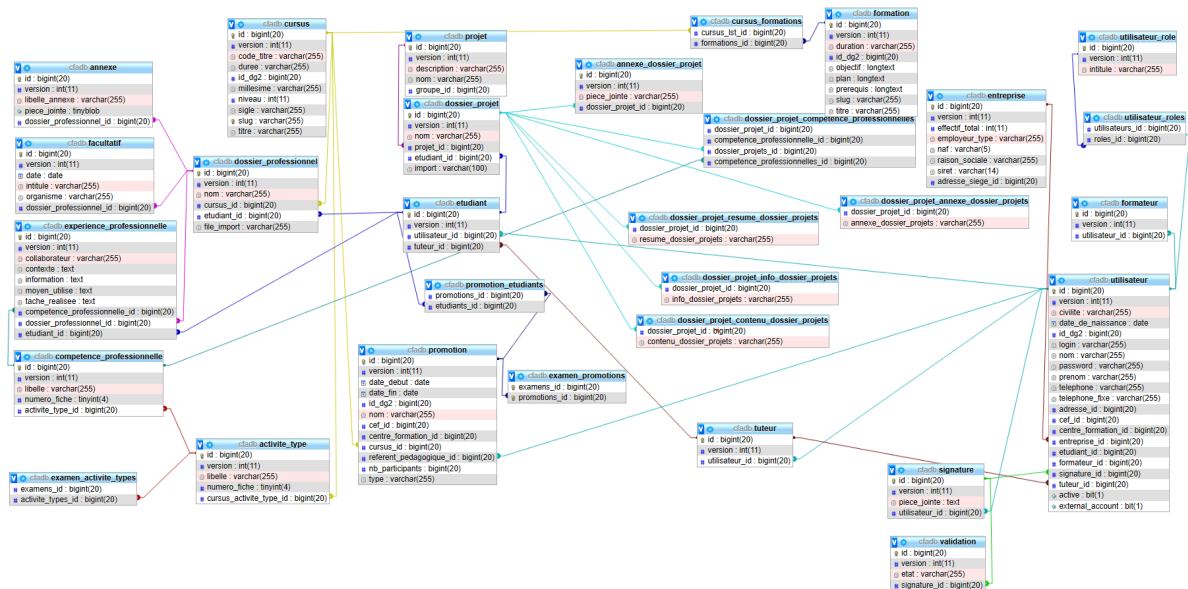 cfadb annexe
id : bigint(20)
version : int(11)
libelle_annexe : varchar(255)
piece_jointe : tinyblob
dossier_professionnel_id : bigint(20)
cfadb facultatif
id : bigint(20)
version : int(11)
date : date
intitule : varchar(255)
organisme : varchar(255)
dossier_professionnel_id : bigint(20)
cfadb experience_professionnelle
id : bigint(20)
version : int(11)
collaborateur : varchar(255)
contexte : text
information : text
moyen_utilise : text
tache_realisee : text
competence_professionnelle_id : bigint(20)
dossier_professionnel_id : bigint(20)
etudiant_id : bigint(20)
cfadb competence_professionnelle
id : bigint(20)
version : int(11)
libelle : varchar(255)
numero_fiche : tinyint(4)
activite_type_id : bigint(20)
cfadb examen_activite_types
examens_id : bigint(20)
activite_types_id : bigint(20)
cfadb cursus
id : bigint(20)
version : int(11)
code_titre : varchar(255)
duree : varchar(255)
id_dg2 : bigint(20)
millesime : varchar(255)
niveau : int(11)
sigle : varchar(255)
slug : varchar(255)
titre : varchar(255)
cfadb dossier_professionnel
id : bigint(20)
version : int(11)
nom : varchar(255)
cursus_id : bigint(20)
etudiant_id : bigint(20)
file_import : varchar(255)
cfadb activite_type
id : bigint(20)
version : int(11)
libelle : varchar(255)
numero_fiche : tinyint(4)
cursus_activite_type_id : bigint(20)
cfadb projet
id : bigint(20)
version : int(11)
description : varchar(255)
nom : varchar(255)
groupe_id : bigint(20)
cfadb dossier_projet
id : bigint(20)
version : int(11)
nom : varchar(255)
projet_id : bigint(20)
etudiant_id : bigint(20)
import : varchar(100)
cfadb etudiant
id : bigint(20)
version : int(11)
utilisateur_id : bigint(20)
tuteur_id : bigint(20)
cfadb promotion_etudiants
promotions_id : bigint(20)
etudiants_id : bigint(20)
cfadb promotion
id : bigint(20)
version : int(11)
date_debut : date
date_fin : date
id_dg2 : bigint(20)
nom : varchar(255)
cef_id : bigint(20)
centre_formation_id : bigint(20)
cursus_id : bigint(20)
referent_pedagogique_id : bigint(20)
nb_participants : bigint(20)
type : varchar(255)
cfadb examen_promotions
examens_id : bigint(20)
promotions_id : bigint(20)
cfadb cursus_formations
cursus_lst_id : bigint(20)
formations_id : bigint(20)
cfadb annexe_dossier_projet
id : bigint(20)
version : int(11)
piece_jointe : varchar(255)
dossier_projet_id : bigint(20)
cfadb formation
id : bigint(20)
version : int(11)
duration : varchar(255)
id_dg2 : bigint(20)
objectif : longtext
plan : longtext
prerequis : longtext
slug : varchar(255)
titre : varchar(255)
cfadb dossier_projet_competence_professionnelles
dossier_projet_id : bigint(20)
competence_professionnelle_id : bigint(20)
dossier_projets_id : bigint(20)
competence_professionnelles_id : bigint(20)
cfadb dossier_projet_resume_dossier_projets
dossier_projet_id : bigint(20)
resume_dossier_projets : varchar(255)
cfadb dossier_projet_annexe_dossier_projets
dossier_projet_id : bigint(20)
annexe_dossier_projets : varchar(255)
cfadb dossier_projet_info_dossier_projets
dossier_projet_id : bigint(20)
info_dossier_projets : varchar(255)
cfadb dossier_projet_contenu_dossier_projets
dossier_projet_id : bigint(20)
contenu_dossier_projets : varchar(255)
cfadb tuteur
id : bigint(20)
version : int(11)
utilisateur_id : bigint(20)
cfadb entreprise
id : bigint(20)
version : int(11)
effectif_total : int(11)
employeur_type : varchar(255)
naf : varchar(5)
raison_sociale : varchar(255)
siret : varchar(14)
adresse_siege_id : bigint(20)
cfadb signature
id : bigint(20)
version : int(11)
piece_jointe : text
utilisateur_id : bigint(20)
cfadb validation
id : bigint(20)
version : int(11)
etat : varchar(255)
signature_id : bigint(20)
cfadb utilisateur_role
id : bigint(20)
version : int(11)
intitule : varchar(255)
cfadb utilisateur_roles
utilisateurs_id : bigint(20)
roles_id : bigint(20)
cfadb formateur
id : bigint(20)
version : int(11)
utilisateur_id : bigint(20)
cfadb utilisateur
id : bigint(20)
version : int(11)
civilite : varchar(255)
date_de_naissance : date
id_dg2 : bigint(20)
login : varchar(255)
nom : varchar(255)
password : varchar(255)
prenom : varchar(255)
telephone : varchar(255)
telephone_fixe : varchar(255)
adresse_id : bigint(20)
cef_id : bigint(20)
centre_formation_id : bigint(20)
entreprise_id : bigint(20)
etudiant_id : bigint(20)
formateur_id : bigint(20)
signature_id : bigint(20)
tuteur_id : bigint(20)
active : bit(1)
external_account : bit(1)